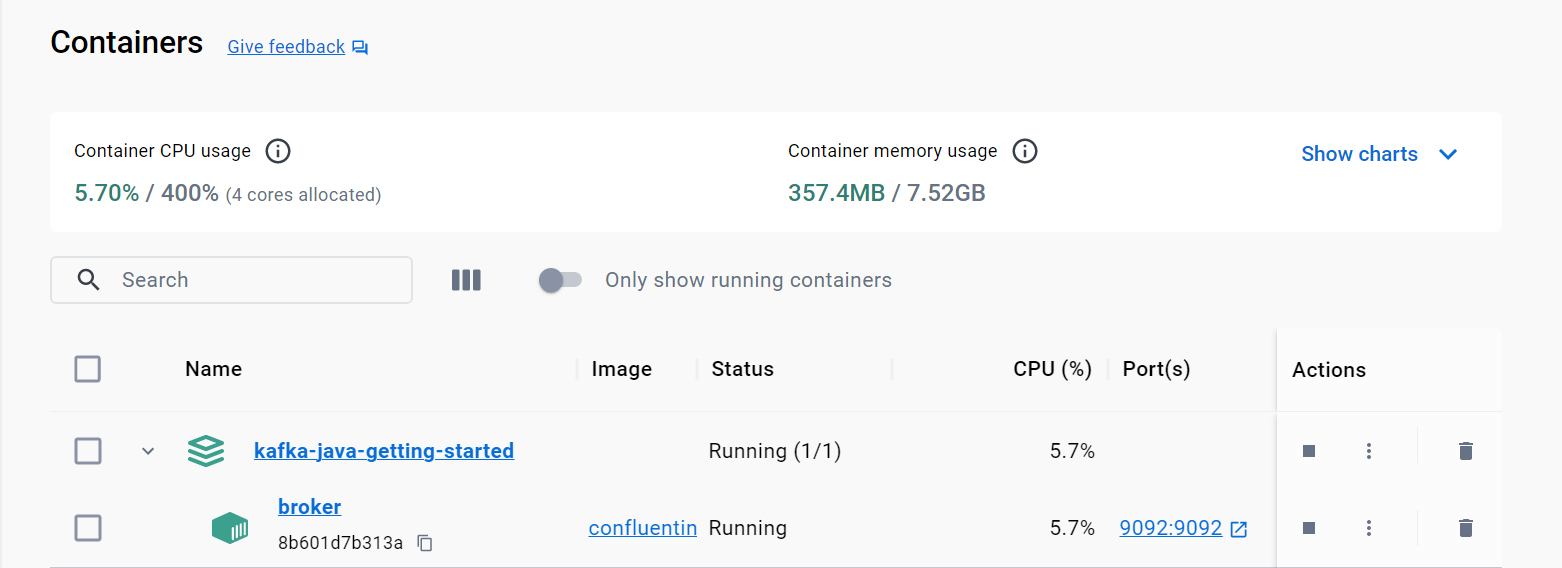 Containers Give feedback
Container CPU usage
5.70% / 400% (4 cores allocated)
Container memory usage
357.4MB / 7.52GB
Show charts
Search
Only show running containers
Name Image Status CPU (%) Port(s) Actions
kafka-java-getting-started Running (1/1) 5.7%
broker
8b601d7b313a
confluentin Running 5.7% 9092:9092